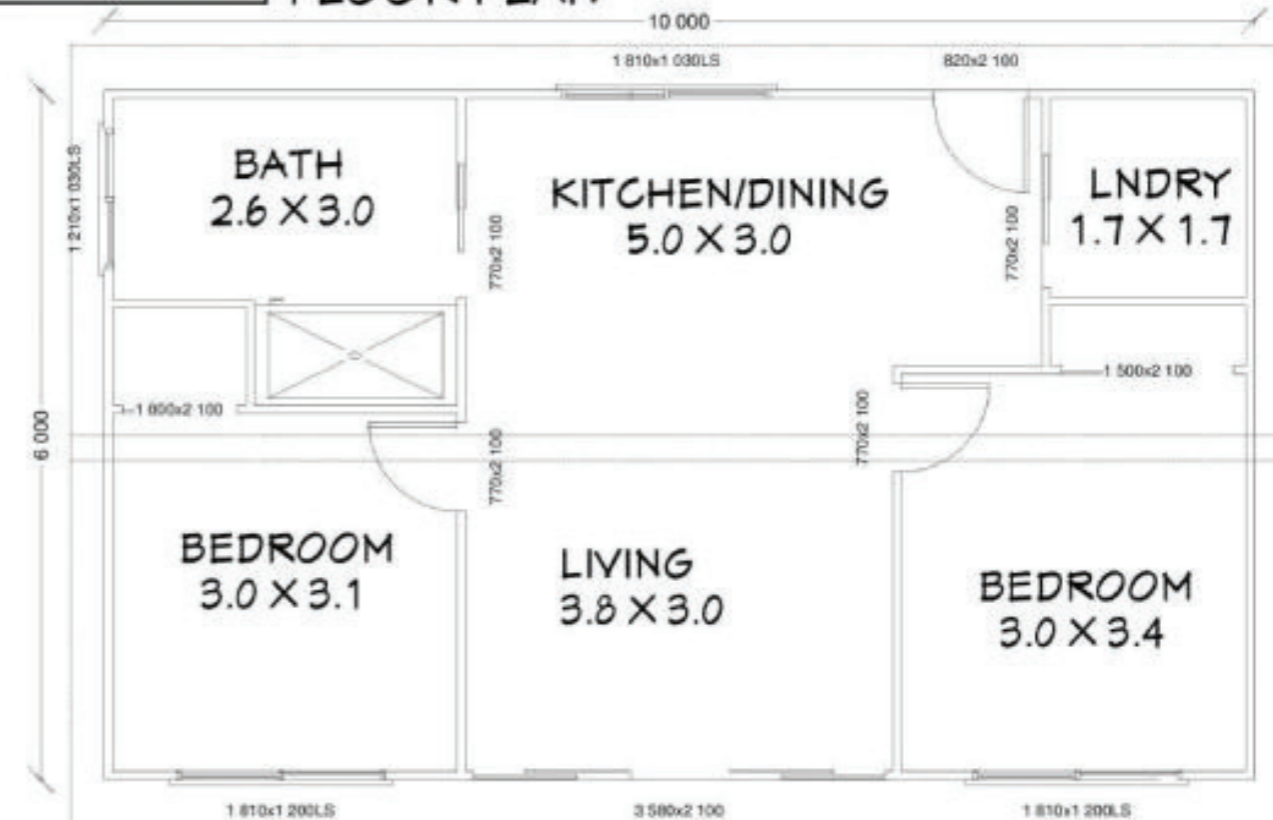 FLOOR PLAN
10 000
1 810x1 030LS
820x2 100
1 210x1 030LS
BATH
2.6 X 3.0
KITCHEN/DINING
5.0 X 3.0
LNDRY
1.7 X 1.7
770x2 100
770x2 100
1 500x2 100
770x2 100
6 000
770x2 100
BEDROOM
3.0 X 3.1
LIVING
3.8 X 3.0
BEDROOM
3.0 X 3.4
1 810x1 200LS
3 580x2 100
1 810x1 200LS